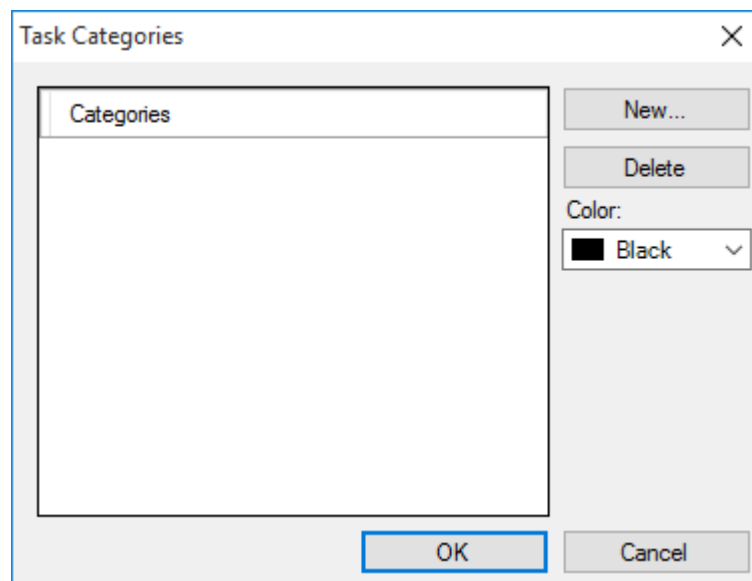 Task Categories
Categories
New...
Delete
Color:
Black
OK
Cancel